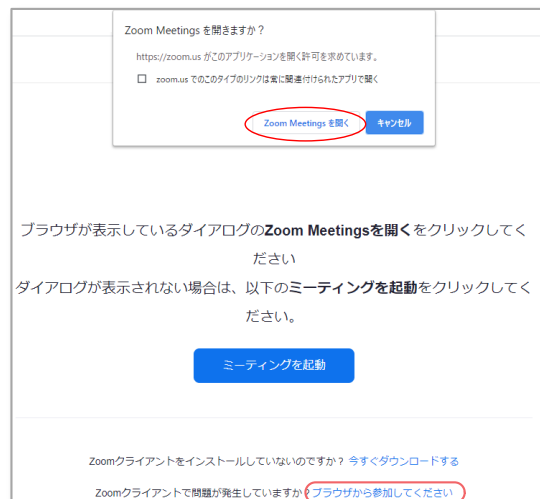 Zoom Meetings を開きますか？
https://zoom.us がこのアプリケーションを開く許可を求めています。
zoom.us でのこのタイプのリンクは常に関連付けられたアプリで開く
Zoom Meetings を開く キャンセル
ブラウザが表示しているダイアログのZoom Meetingsを開くをクリックしてく
ださい
ダイアログが表示されない場合は、以下のミーティングを起動をクリックしてく
ださい。
ミーティングを起動
Zoomクライアントをインストールしていないのですか？ 今すぐダウンロードする
Zoomクライアントで問題が発生していますか？ブラウザから参加してください